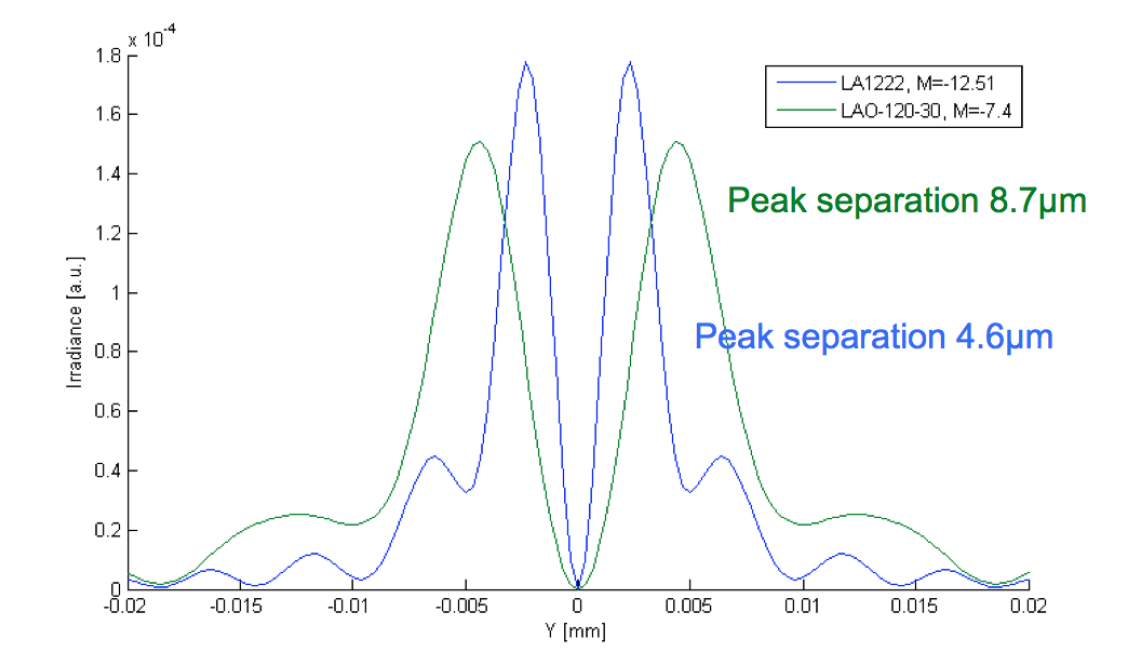 x 10-4
1.8
1.6
1.4
1.2
1
0.8
0.6
0.4
0.2
0
Irradiance [a.u.]
LA1222, M=-12.51
LAO-120-30, M=-7.4
Peak separation 8.7µm
Peak separation 4.6µm
-0.02 -0.015 -0.01 -0.005 0 0.005 0.01 0.015 0.02
Y [mm]